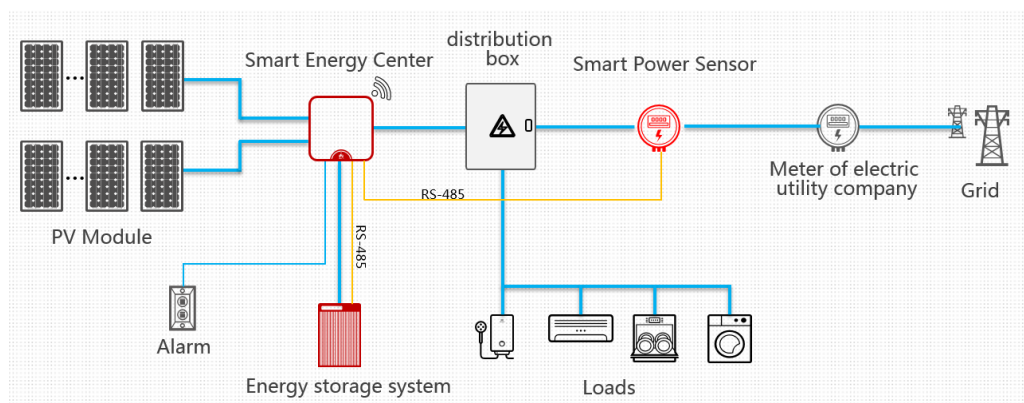 distribution
box
Smart Energy Center
Smart Power Sensor
Meter of electric
utility company
Grid
RS-485
PV Module
RS-485
Alarm
Energy storage system
Loads